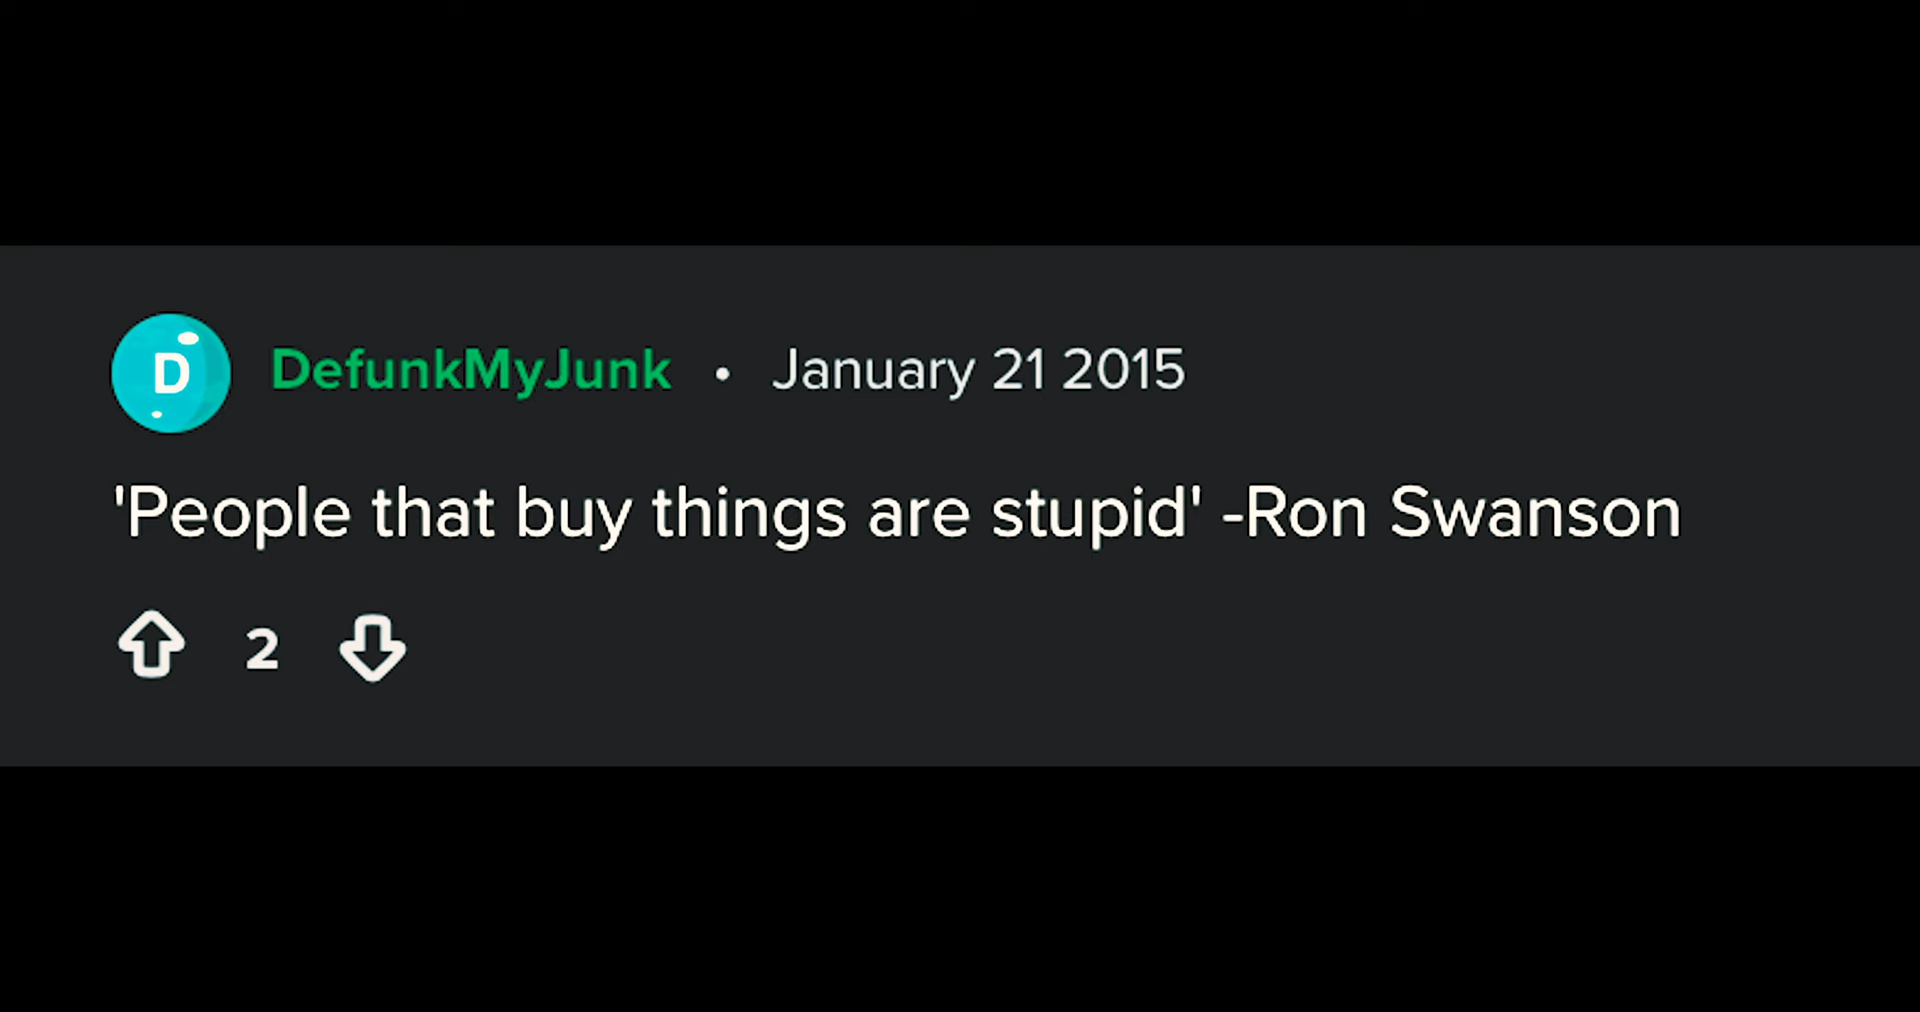 D
DefunkMyJunk • January 21 2015
'People that buy things are stupid' -Ron Swanson
2